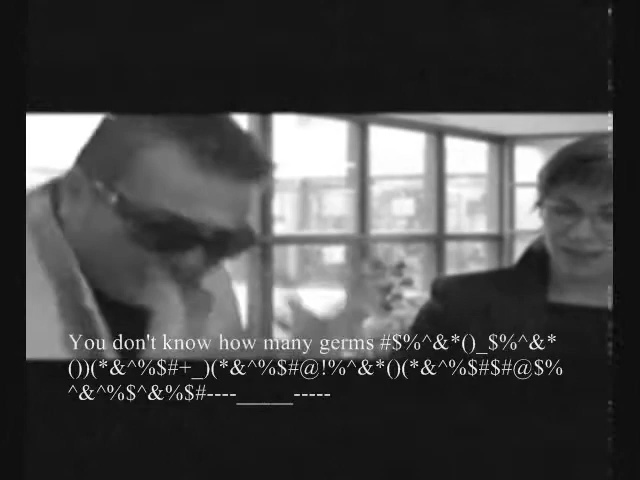 You don't know how many germs #$%^&*()_$%^&*
())(*&^%$#+_)(*&^%$#@!%^&*()(*&^%$#$#@$%
^&^%$^&%$#----_____-----